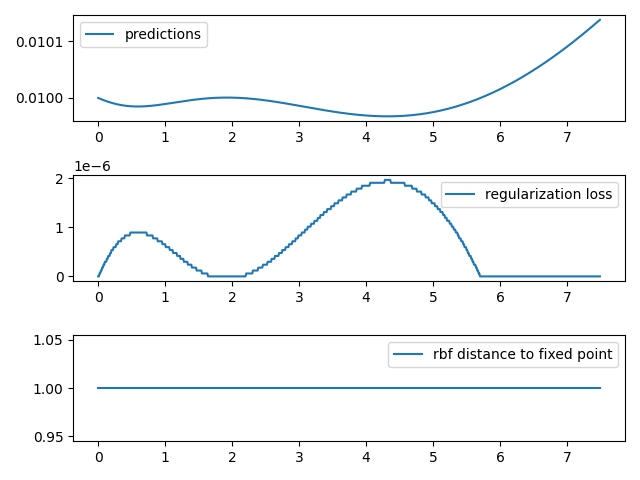 predictions
0.0101
0.0100
0 1 2 3 4 5 6 7
1e−6
regularization loss
2
1
0
0 1 2 3 4 5 6 7
rbf distance to fixed point
1.05
1.00
0.95
0 1 2 3 4 5 6 7